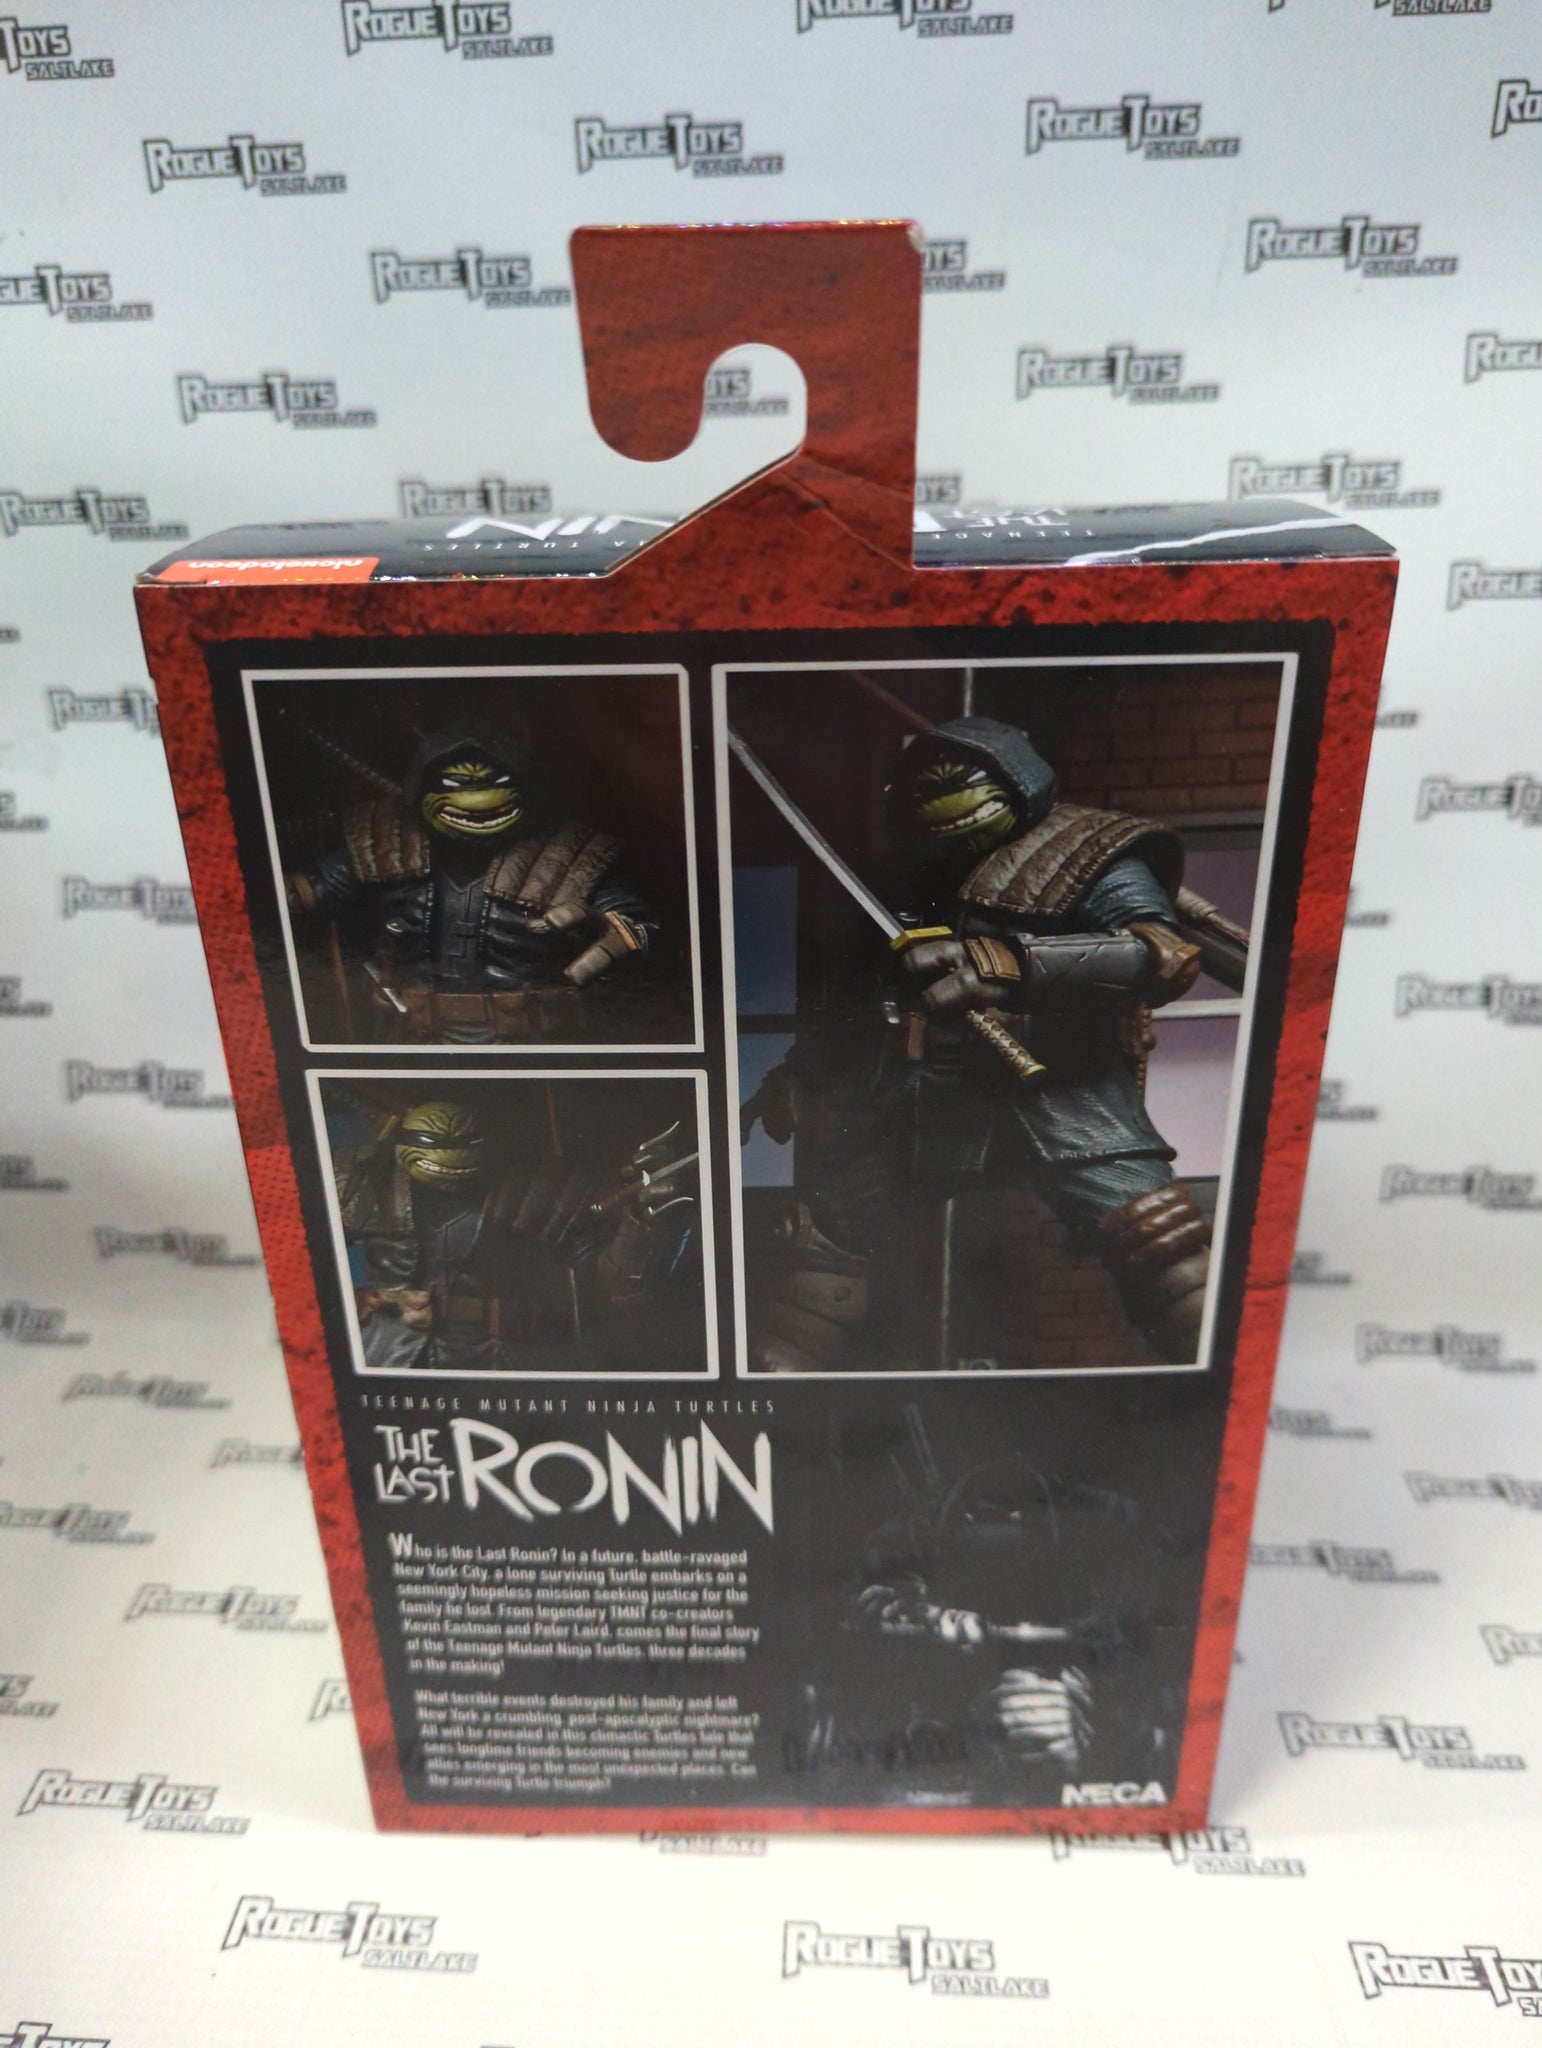 nickelodeon
TEENAGE MUTANT NINJA TURTLES
THE LAST RONIN
Who is the Last Ronin? In a future, battle-ravaged
New York City, a lone surviving Turtle embarks on a
seemingly hopeless mission seeking justice for the
family he lost. From legendary TMNT co-creators
Kevin Eastman and Peter Laird, comes the final story
of the Teenage Mutant Ninja Turtles, three decades
in the making!
What terrible events destroyed his family and left
New York a crumbling, post-apocalyptic nightmare?
All will be revealed in this climactic Turtles tale that
sees longtime friends becoming enemies and new
allies emerging in the most unexpected places. Can
the surviving Turtle triumph?
NECA
ROGUE TOYS
SALTLAKE